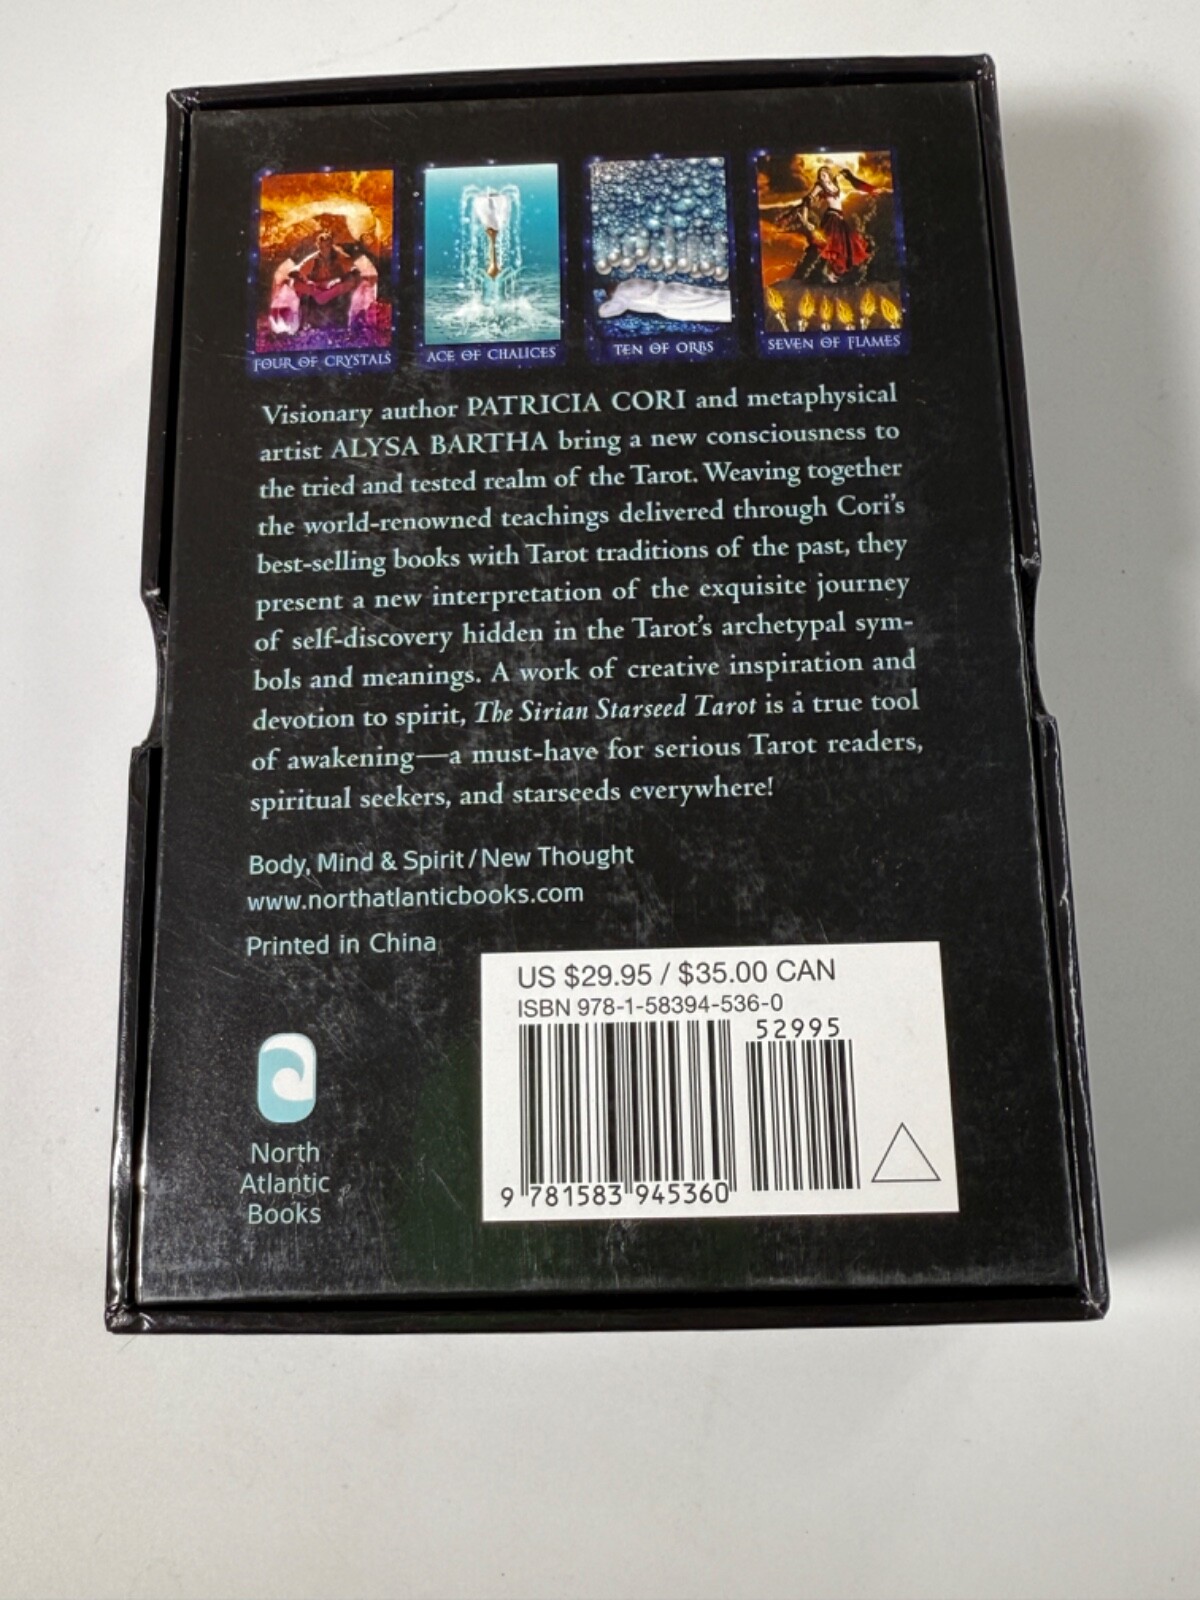 FOUR OF CRYSTALS
ACE OF CHALICES
TEN OF ORBS
SEVEN OF FLAMES
Visionary author PATRICIA CORI and metaphysical
artist ALYSA BARTHA bring a new consciousness to
the tried and tested realm of the Tarot. Weaving together
the world-renowned teachings delivered through Cori's
best-selling books with Tarot traditions of the past, they
present a new interpretation of the exquisite journey
of self-discovery hidden in the Tarot's archetypal sym-
bols and meanings. A work of creative inspiration and
devotion to spirit, The Sirian Starseed Tarot is a true tool
of awakening—a must-have for serious Tarot readers,
spiritual seekers, and starseeds everywhere!
Body, Mind & Spirit / New Thought
www.northatlanticbooks.com
Printed in China
US $29.95 / $35.00 CAN
ISBN 978-1-58394-536-0
52995
9 781583 945360
North
Atlantic
Books